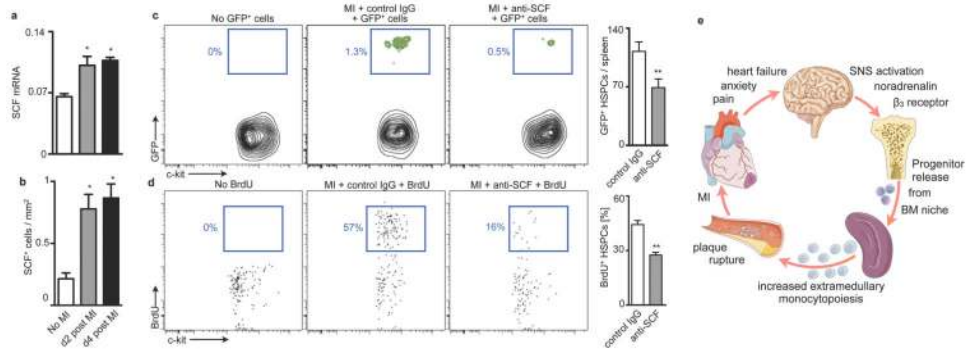 a
0.14
0.07
0
SCF mRNA
* *
b
1
0.5
0
SCF⁺ cells / mm²
* *
No MI
d2 post MI
d4 post MI
c
No GFP⁺ cells
MI + control IgG
+ GFP⁺ cells
MI + anti-SCF
+ GFP⁺ cells
0%
1.3%
0.5%
GFP
c-kit
140
70
0
GFP⁺ HSPCs / spleen
**
control IgG
anti-SCF
d
No BrdU
MI + control IgG + BrdU
MI + anti-SCF + BrdU
0%
57%
16%
BrdU
c-kit
60
30
0
BrdU⁺ HSPCs [%]
**
control IgG
anti-SCF
e
heart failure
anxiety
pain
SNS activation
noradrenalin
β₃ receptor
Progenitor
release
from
BM niche
MI
plaque
rupture
increased extramedullary
monocytopoiesis